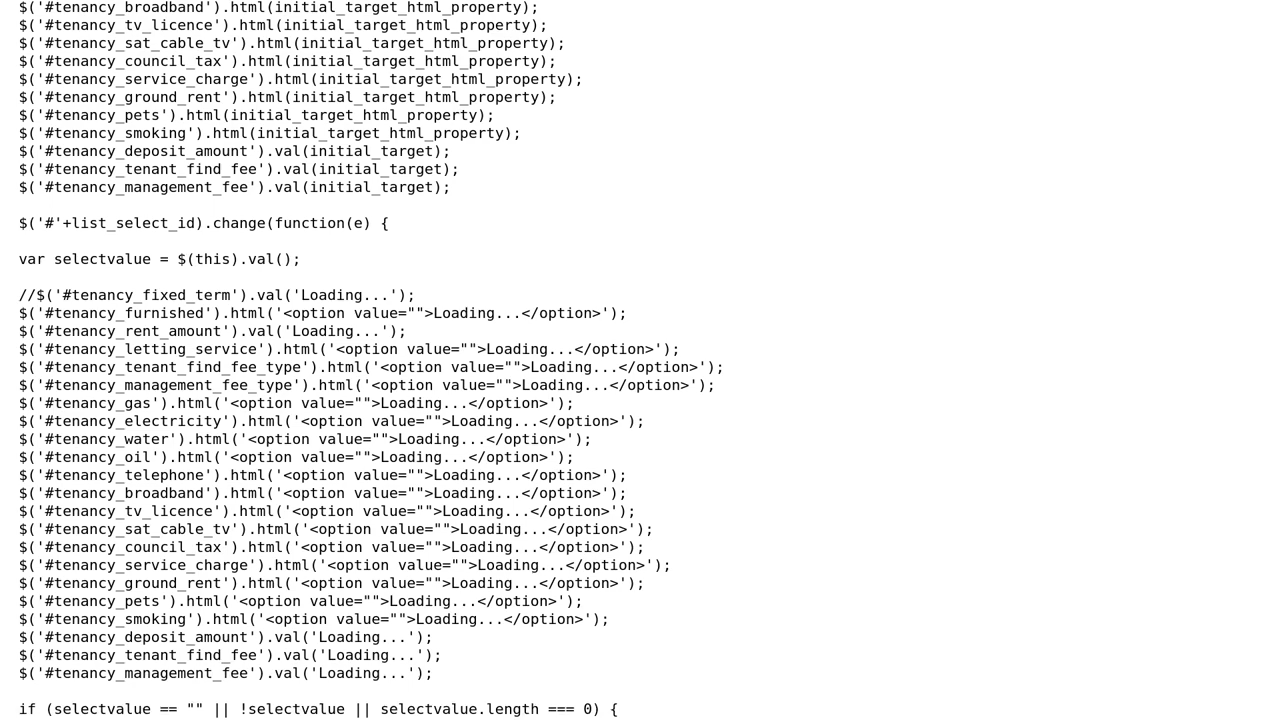 $('#tenancy_broadband').html(initial_target_html_property);
$('#tenancy_tv_licence').html(initial_target_html_property);
$('#tenancy_sat_cable_tv').html(initial_target_html_property);
$('#tenancy_council_tax').html(initial_target_html_property);
$('#tenancy_service_charge').html(initial_target_html_property);
$('#tenancy_ground_rent').html(initial_target_html_property);
$('#tenancy_pets').html(initial_target_html_property);
$('#tenancy_smoking').html(initial_target_html_property);
$('#tenancy_deposit_amount').val(initial_target);
$('#tenancy_tenant_find_fee').val(initial_target);
$('#tenancy_management_fee').val(initial_target);

$('#'+list_select_id).change(function(e) {

var selectvalue = $(this).val();

//$('#tenancy_fixed_term').val('Loading...');
$('#tenancy_furnished').html('<option value="">Loading...</option>');
$('#tenancy_rent_amount').val('Loading...');
$('#tenancy_letting_service').html('<option value="">Loading...</option>');
$('#tenancy_tenant_find_fee_type').html('<option value="">Loading...</option>');
$('#tenancy_management_fee_type').html('<option value="">Loading...</option>');
$('#tenancy_gas').html('<option value="">Loading...</option>');
$('#tenancy_electricity').html('<option value="">Loading...</option>');
$('#tenancy_water').html('<option value="">Loading...</option>');
$('#tenancy_oil').html('<option value="">Loading...</option>');
$('#tenancy_telephone').html('<option value="">Loading...</option>');
$('#tenancy_broadband').html('<option value="">Loading...</option>');
$('#tenancy_tv_licence').html('<option value="">Loading...</option>');
$('#tenancy_sat_cable_tv').html('<option value="">Loading...</option>');
$('#tenancy_council_tax').html('<option value="">Loading...</option>');
$('#tenancy_service_charge').html('<option value="">Loading...</option>');
$('#tenancy_ground_rent').html('<option value="">Loading...</option>');
$('#tenancy_pets').html('<option value="">Loading...</option>');
$('#tenancy_smoking').html('<option value="">Loading...</option>');
$('#tenancy_deposit_amount').val('Loading...');
$('#tenancy_tenant_find_fee').val('Loading...');
$('#tenancy_management_fee').val('Loading...');

if (selectvalue == "" || !selectvalue || selectvalue.length === 0) {